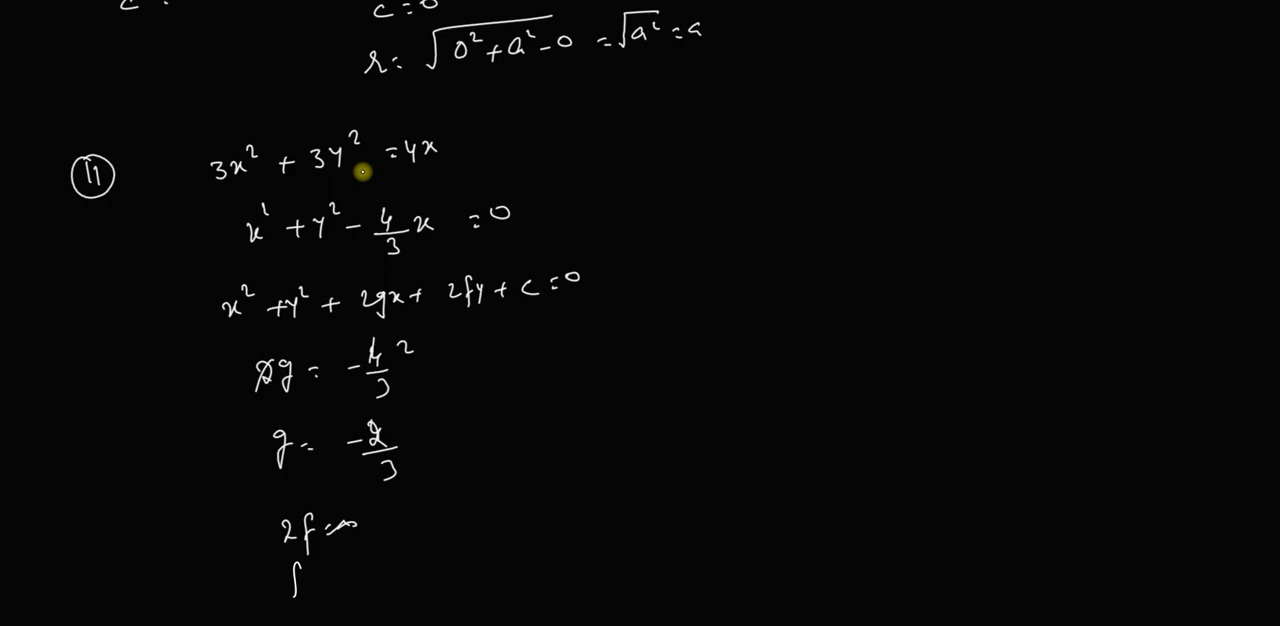 c = 0
r = √0² + a² - 0 = √a² = a
11
3x² + 3y² = 4x
x² + y² - 4/3 x = 0
x² + y² + 2gx + 2fy + c = 0
2g = -4/3 2
g = -2/3
2f =
f